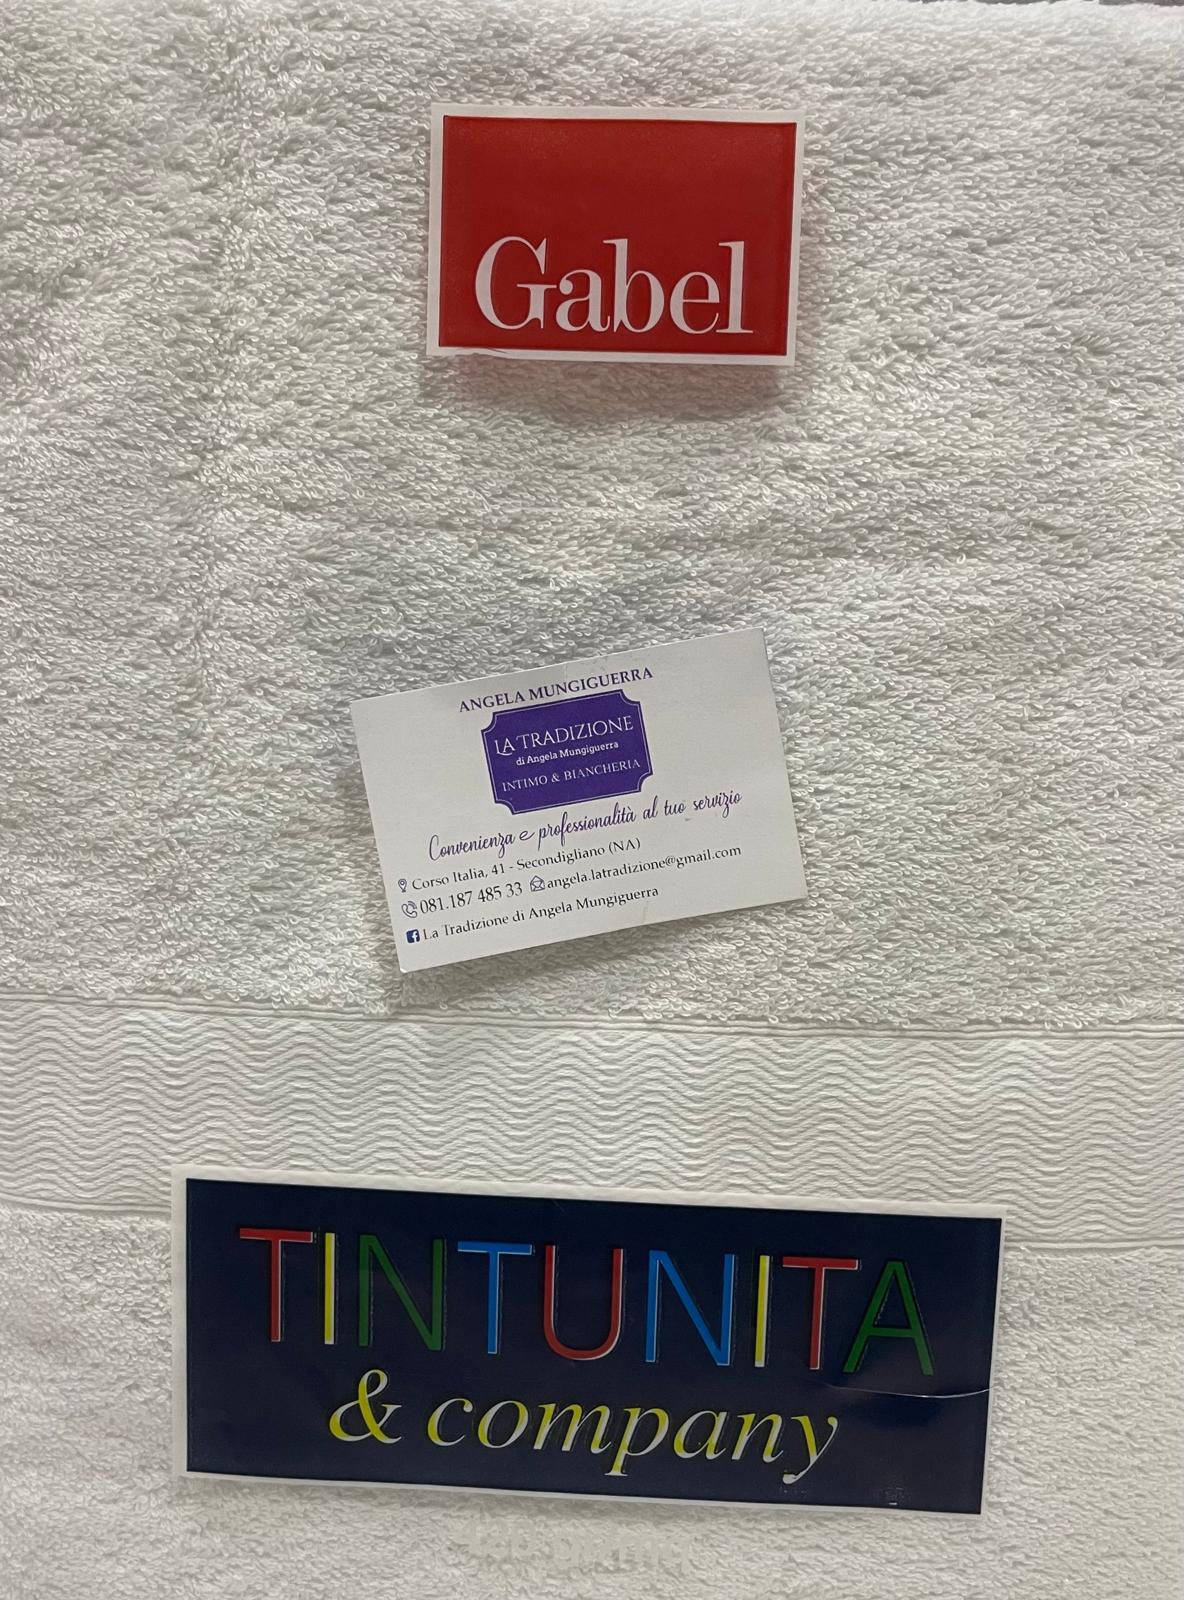 Gabel
ANGELA MUNGIGUERRA
LA TRADIZIONE
di Angela Mungiguerra
INTIMO & BIANCHERIA
Convenienza e professionalità al tuo servizio
Corso Italia, 41 - Secondigliano (NA)
081.187 485 33 angela.latradizione@gmail.com
La Tradizione di Angela Mungiguerra
TINTUNITA
& company